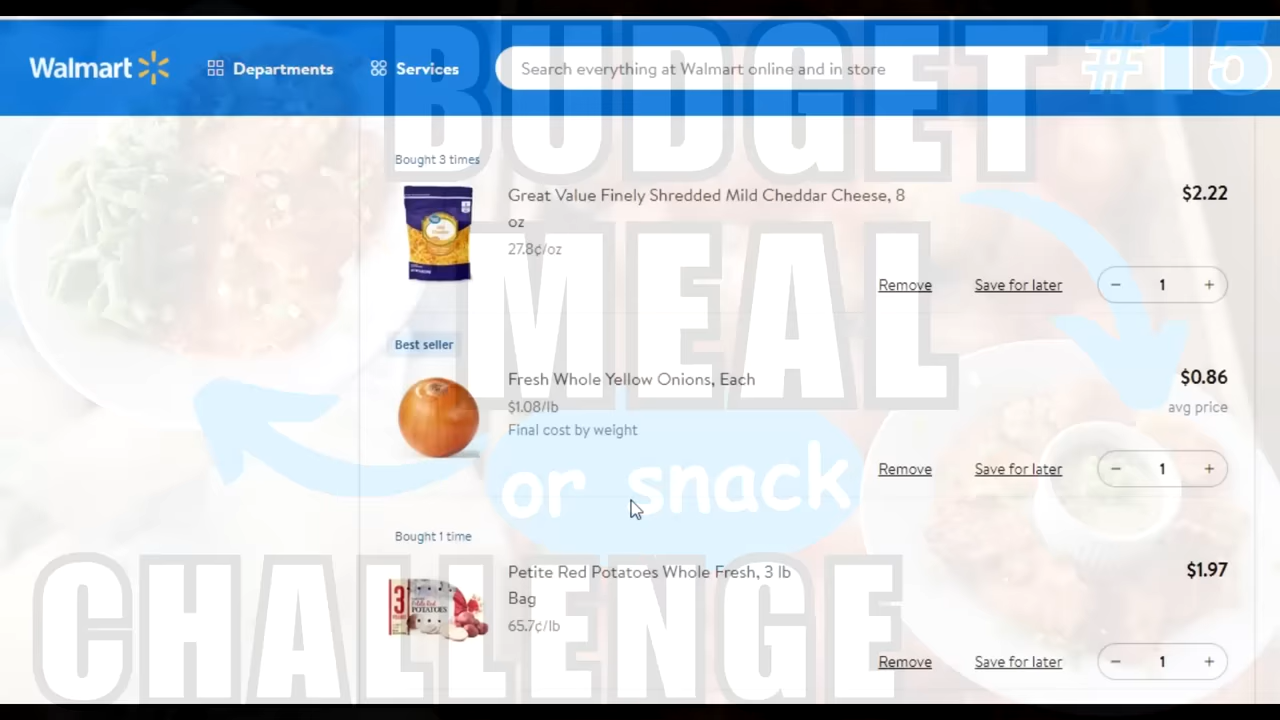 Walmart
Departments
Services
Search everything at Walmart online and in store
#15
BUDGET
MEAL
or snack
CHALLENGE
Bought 3 times
Great Value Finely Shredded Mild Cheddar Cheese, 8
oz
27.8¢/oz
$2.22
Remove
Save for later
− 1 +
Best seller
Fresh Whole Yellow Onions, Each
$1.08/lb
Final cost by weight
$0.86
avg price
Remove
Save for later
− 1 +
Bought 1 time
3
POTATOES
Petite Red Potatoes Whole Fresh, 3 lb
Bag
65.7¢/lb
$1.97
Remove
Save for later
− 1 +